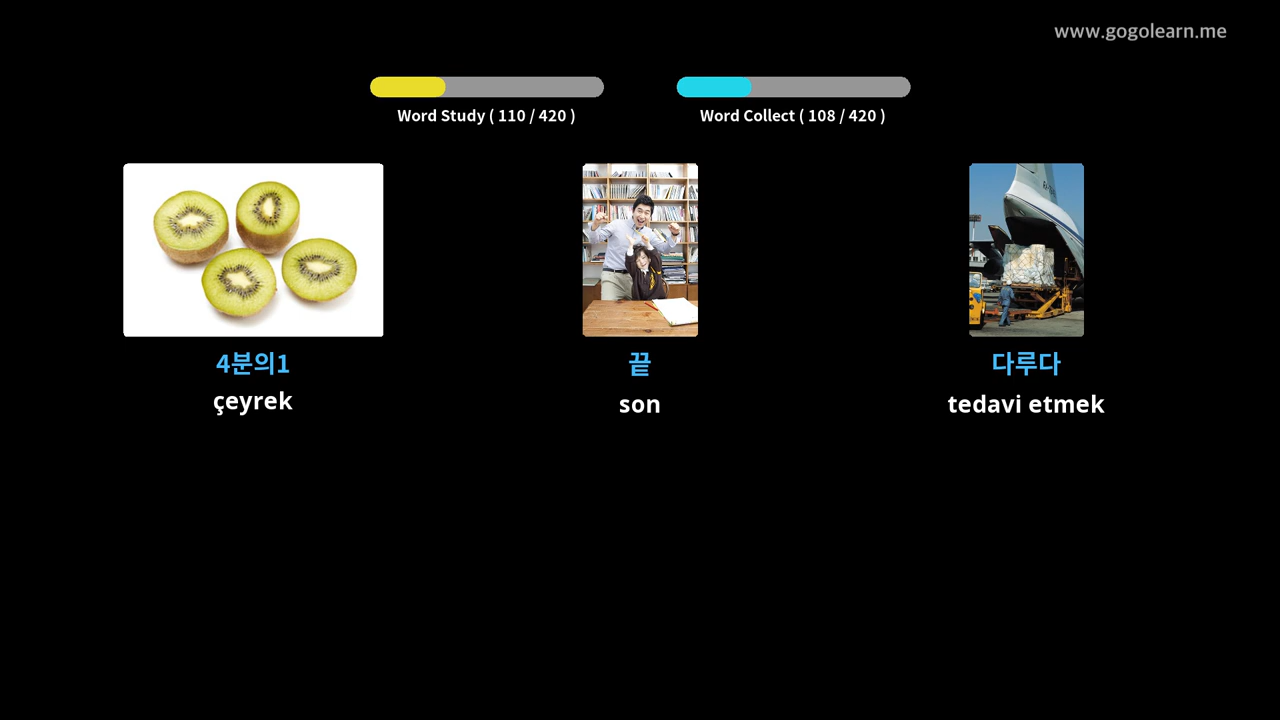 www.gogolearn.me
Word Study ( 110 / 420 )
Word Collect ( 108 / 420 )
4분의1
çeyrek
끝
son
다루다
tedavi etmek